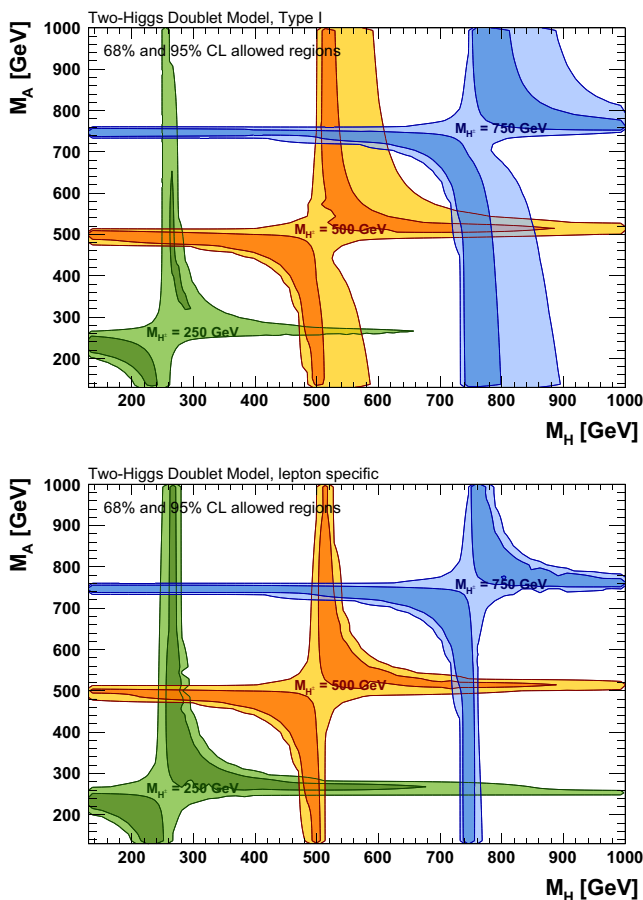 Two-Higgs Doublet Model, Type I
M_A [GeV]
68% and 95% CL allowed regions
1000
900
800
700
600
500
400
300
200
M_H± = 750 GeV
M_H± = 500 GeV
M_H± = 250 GeV
200 300 400 500 600 700 800 900 1000
M_H [GeV]
Two-Higgs Doublet Model, lepton specific
M_A [GeV]
68% and 95% CL allowed regions
1000
900
800
700
600
500
400
300
200
M_H± = 750 GeV
M_H± = 500 GeV
M_H± = 250 GeV
200 300 400 500 600 700 800 900 1000
M_H [GeV]